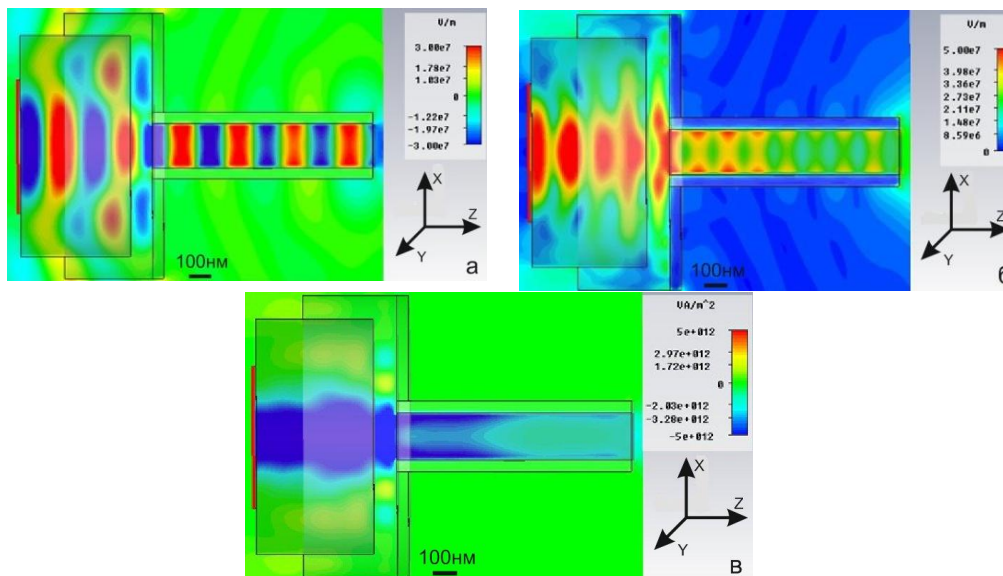 V/m
3.00e7
1.78e7
1.03e7
0
-1.22e7
-1.97e7
-3.00e7
X
Z
Y
100нм
а
V/m
5.00e7
3.98e7
3.36e7
2.73e7
2.11e7
1.48e7
8.59e6
0
X
Z
Y
100нм
б
VA/m^2
5e+012
2.97e+012
1.72e+012
0
-2.03e+012
-3.28e+012
-5e+012
X
Z
Y
100нм
в